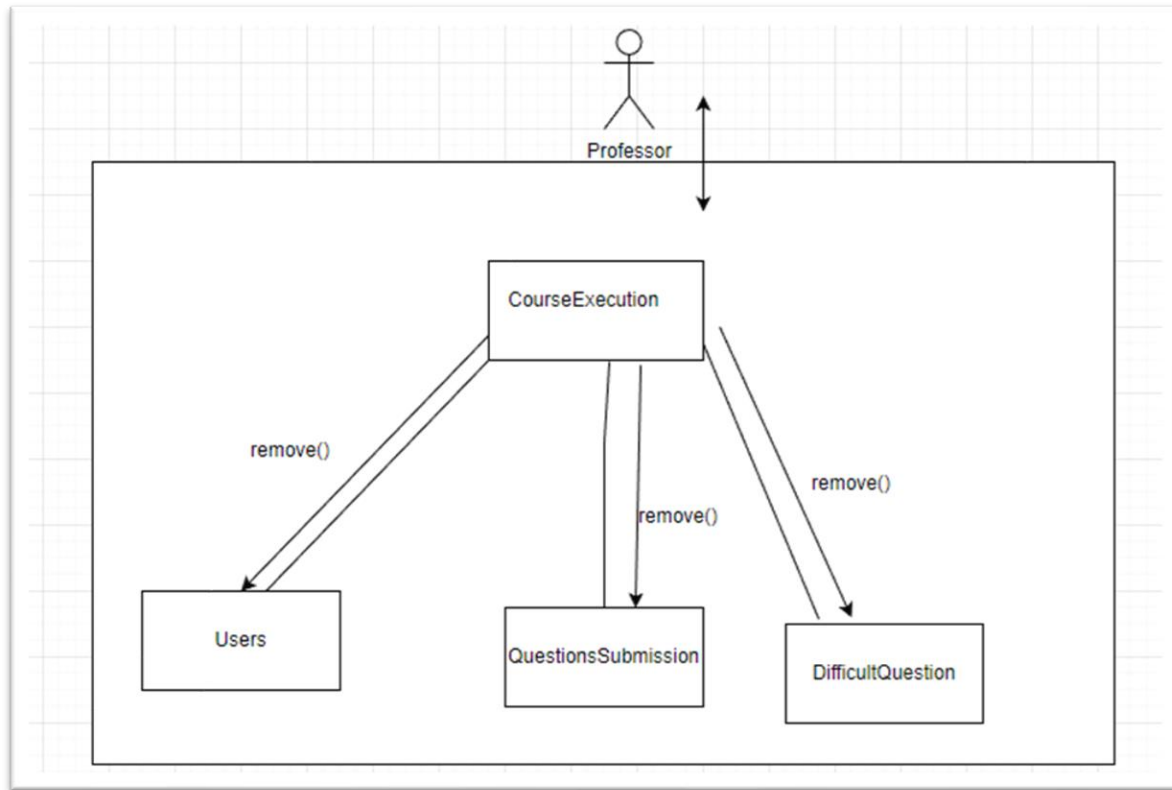 Professor
CourseExecution
remove()
remove()
remove()
Users
QuestionsSubmission
DifficultQuestion